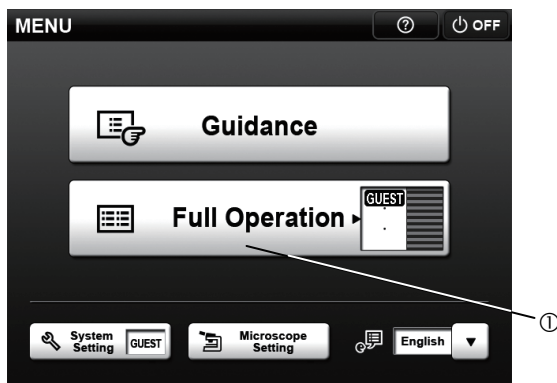 MENU
? OFF
Guidance
Full Operation GUEST
①
System Setting GUEST
Microscope Setting
English